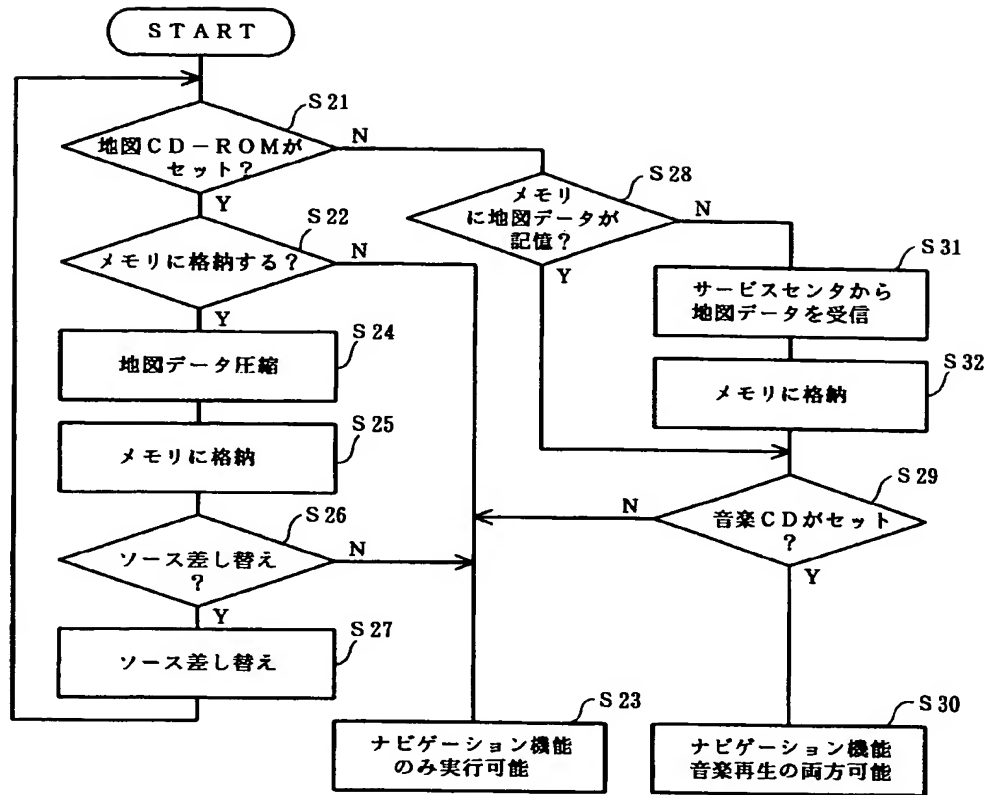 START
S21
地図CD-ROMが
セット?
N
Y
S22
メモリに格納する?
N
Y
S24
地図データ圧縮
S25
メモリに格納
S26
ソース差し替え
?
N
Y
S27
ソース差し替え
S28
メモリ
に地図データが
記憶?
N
Y
S31
サービスセンタから
地図データを受信
S32
メモリに格納
S29
音楽CDがセット
?
N
Y
S23
ナビゲーション機能
のみ実行可能
S30
ナビゲーション機能
音楽再生の両方可能